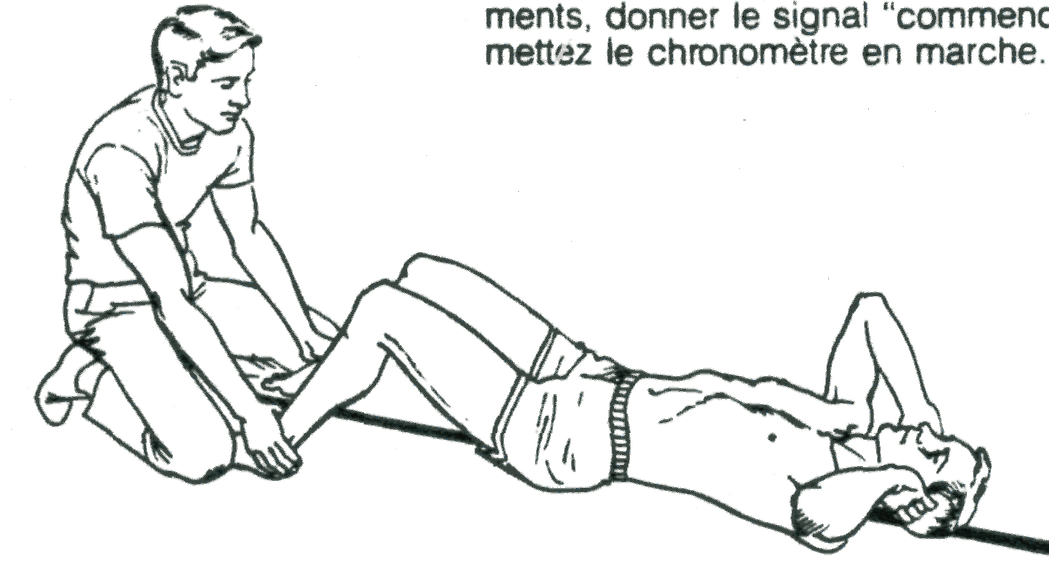 ments, donner le signal “commenc
mettez le chronomètre en marche.